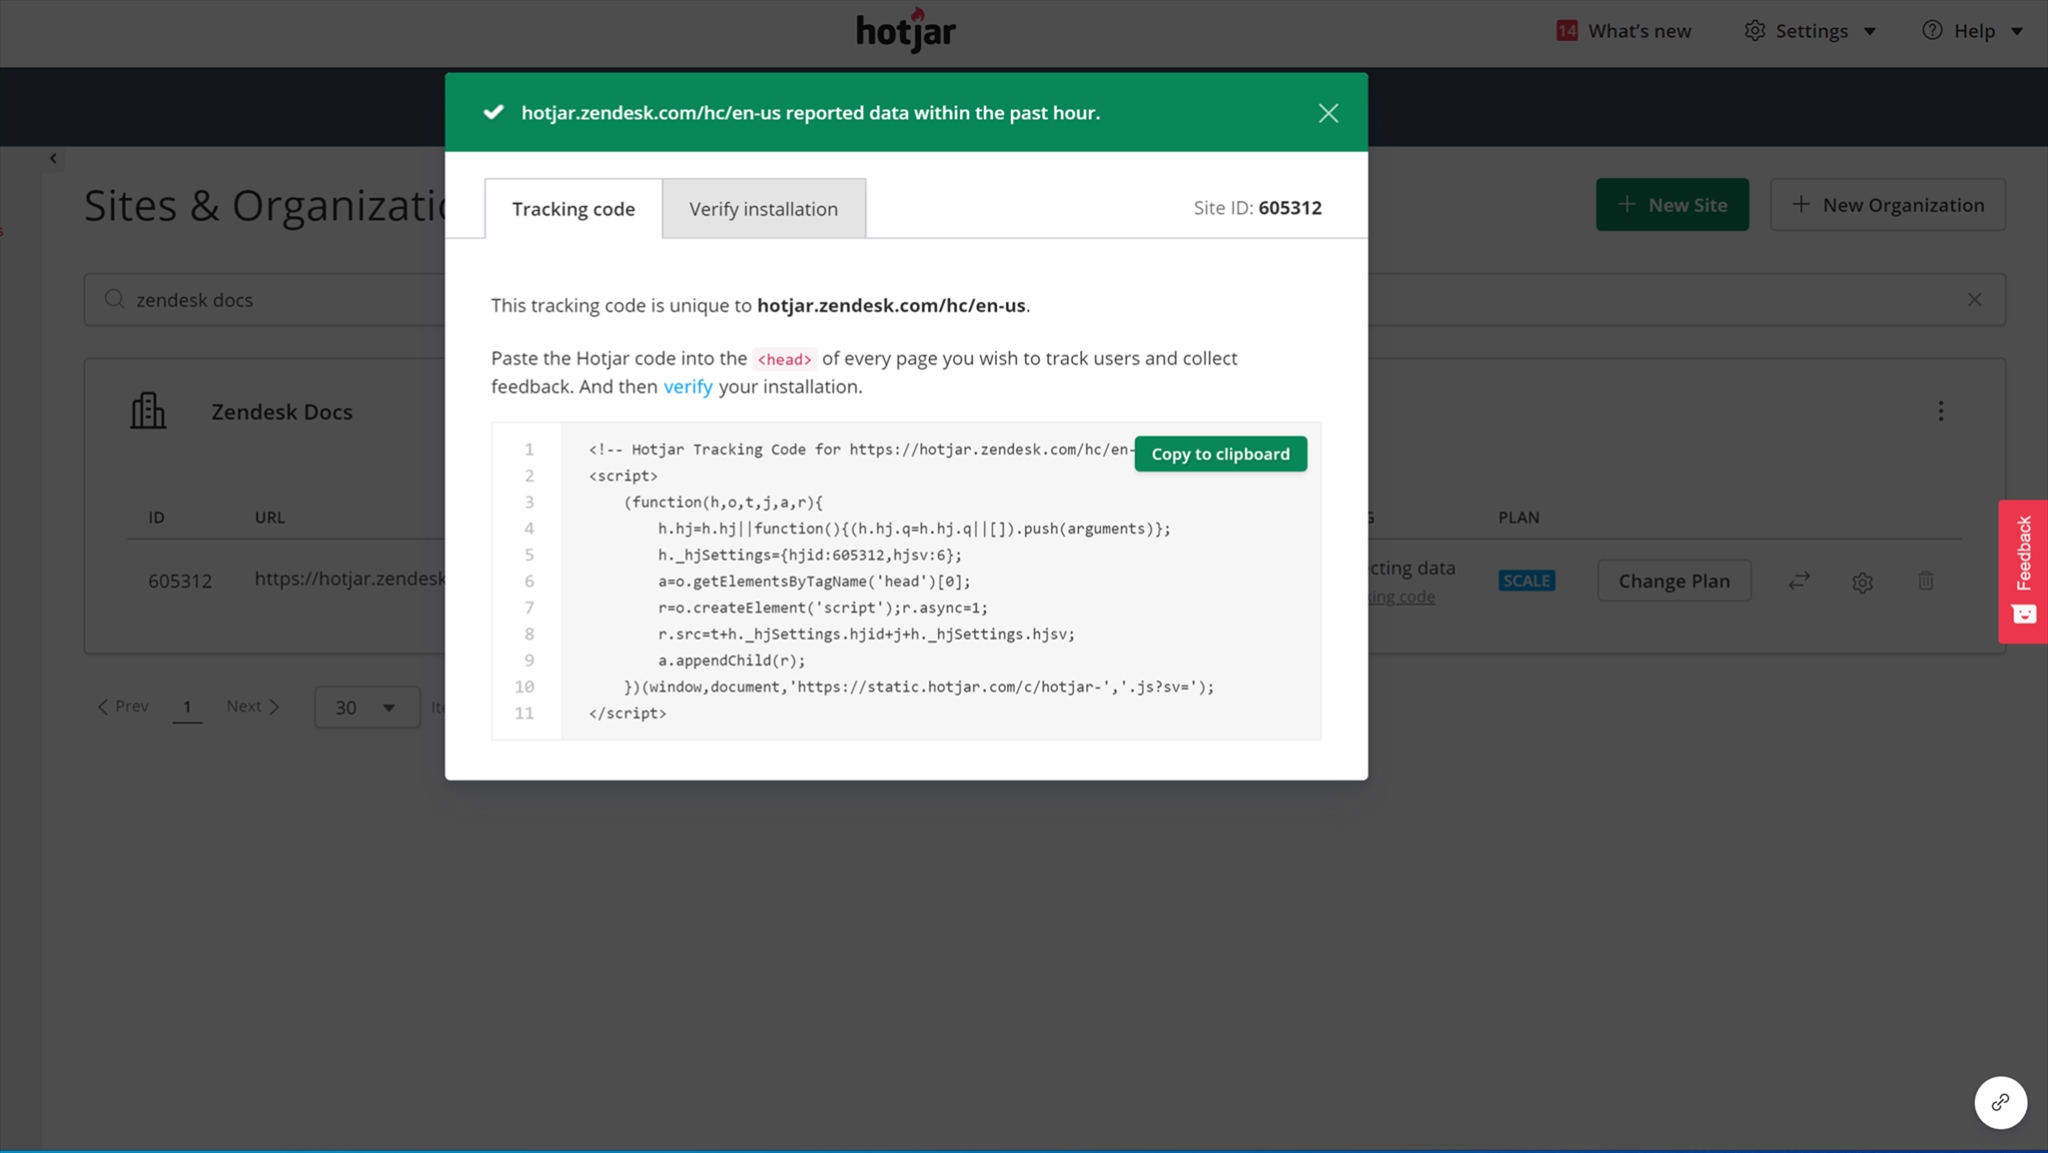 hotjar
14 What's new
Settings
Help
hotjar.zendesk.com/hc/en-us reported data within the past hour.
Sites & Organizatio
+ New Site
+ New Organization
Tracking code
Verify installation
Site ID: 605312
zendesk docs
This tracking code is unique to hotjar.zendesk.com/hc/en-us.
Paste the Hotjar code into the <head> of every page you wish to track users and collect
feedback. And then verify your installation.
Zendesk Docs
Copy to clipboard
1 <!-- Hotjar Tracking Code for https://hotjar.zendesk.com/hc/en-
2 <script>
3 (function(h,o,t,j,a,r){
4 h.hj=h.hj||function(){(h.hj.q=h.hj.q||[]).push(arguments)};
5 h._hjSettings={hjid:605312,hjsv:6};
6 a=o.getElementsByTagName('head')[0];
7 r=o.createElement('script');r.async=1;
8 r.src=t+h._hjSettings.hjid+j+h._hjSettings.hjsv;
9 a.appendChild(r);
10 })(window,document,'https://static.hotjar.com/c/hotjar-','.js?sv=');
11 </script>
ID URL G PLAN
605312 https://hotjar.zendesk cting data SCALE Change Plan
ing code
Feedback
Prev 1 Next 30 Ite